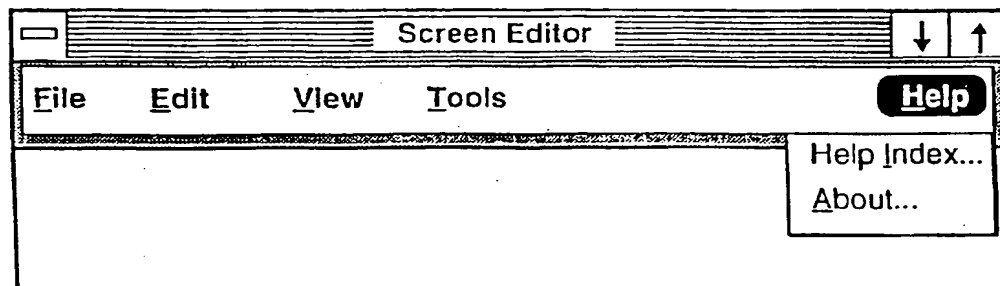 Screen Editor
File Edit View Tools Help
Help Index...
About...